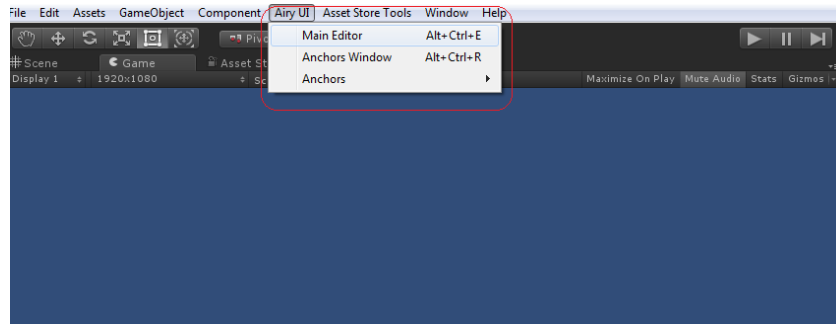 File Edit Assets GameObject Component Airy UI Asset Store Tools Window Help
Main Editor Alt+Ctrl+E
Anchors Window Alt+Ctrl+R
Anchors
Scene Game Asset St
Display 1 1920x1080 Sc Maximize On Play Mute Audio Stats Gizmos